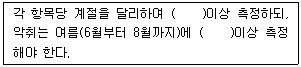 각 항목당 계절을 달리하여 (    )이상 측정하되,
악취는 여름(6월부터 8월까지)에 (    )이상 측정
해야 한다.